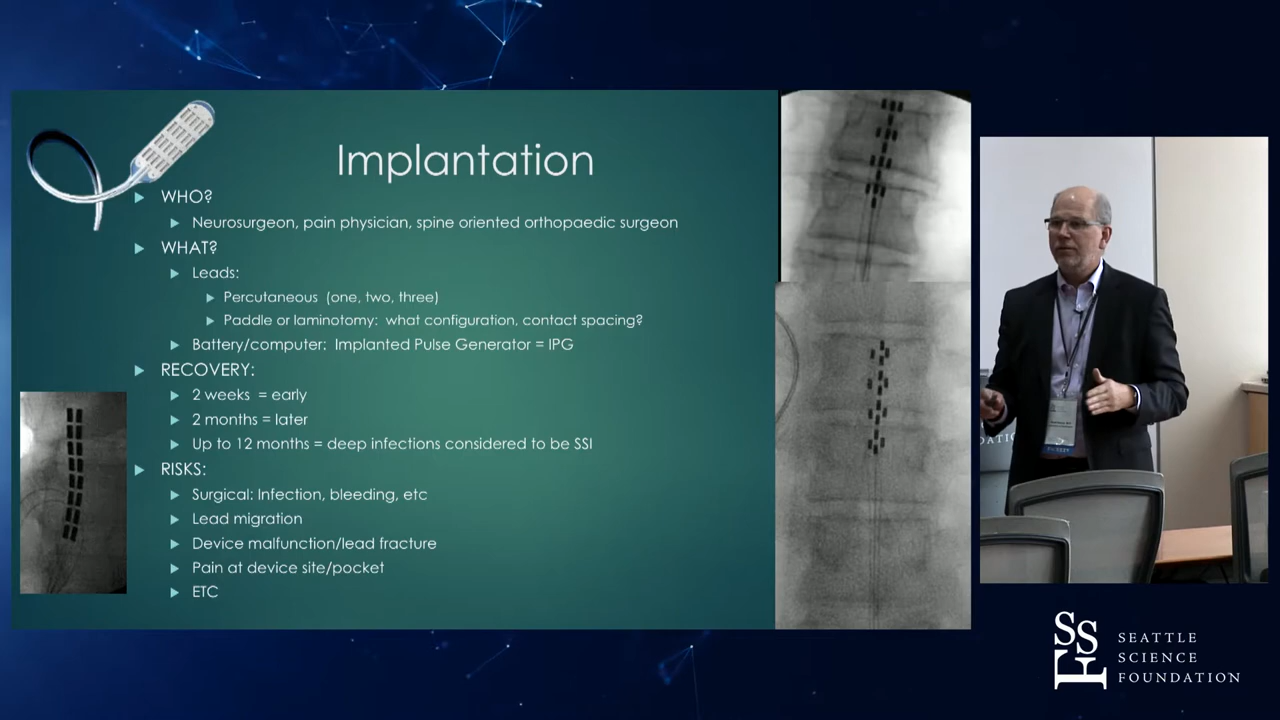 Implantation
WHO?
Neurosurgeon, pain physician, spine oriented orthopaedic surgeon
WHAT?
Leads:
Percutaneous (one, two, three)
Paddle or laminotomy: what configuration, contact spacing?
Battery/computer: Implanted Pulse Generator = IPG
RECOVERY:
2 weeks = early
2 months = later
Up to 12 months = deep infections considered to be SSI
RISKS:
Surgical: Infection, bleeding, etc
Lead migration
Device malfunction/lead fracture
Pain at device site/pocket
ETC
SSF
SEATTLE
SCIENCE
FOUNDATION